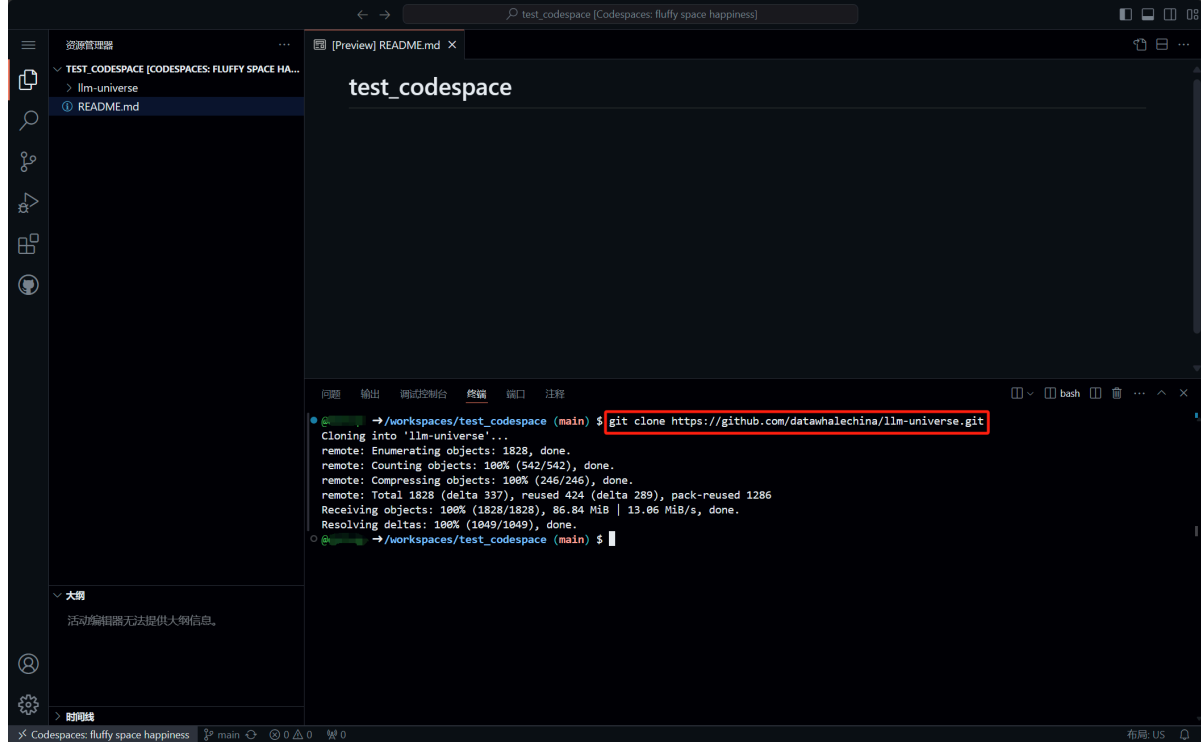 test_codespace [Codespaces: fluffy space happiness]
资源管理器
TEST_CODESPACE [CODESPACES: FLUFFY SPACE HA...
llm-universe
README.md
[Preview] README.md
test_codespace
问题 输出 调试控制台 终端 端口 注释
bash
@ ➜/workspaces/test_codespace (main) $ git clone https://github.com/datawhalechina/llm-universe.git
Cloning into 'llm-universe'...
remote: Enumerating objects: 1828, done.
remote: Counting objects: 100% (542/542), done.
remote: Compressing objects: 100% (246/246), done.
remote: Total 1828 (delta 337), reused 424 (delta 289), pack-reused 1286
Receiving objects: 100% (1828/1828), 86.84 MiB | 13.06 MiB/s, done.
Resolving deltas: 100% (1049/1049), done.
@ ➜/workspaces/test_codespace (main) $
大纲
活动编辑器无法提供大纲信息。
时间线
Codespaces: fluffy space happiness main 0 0 0 布局: US